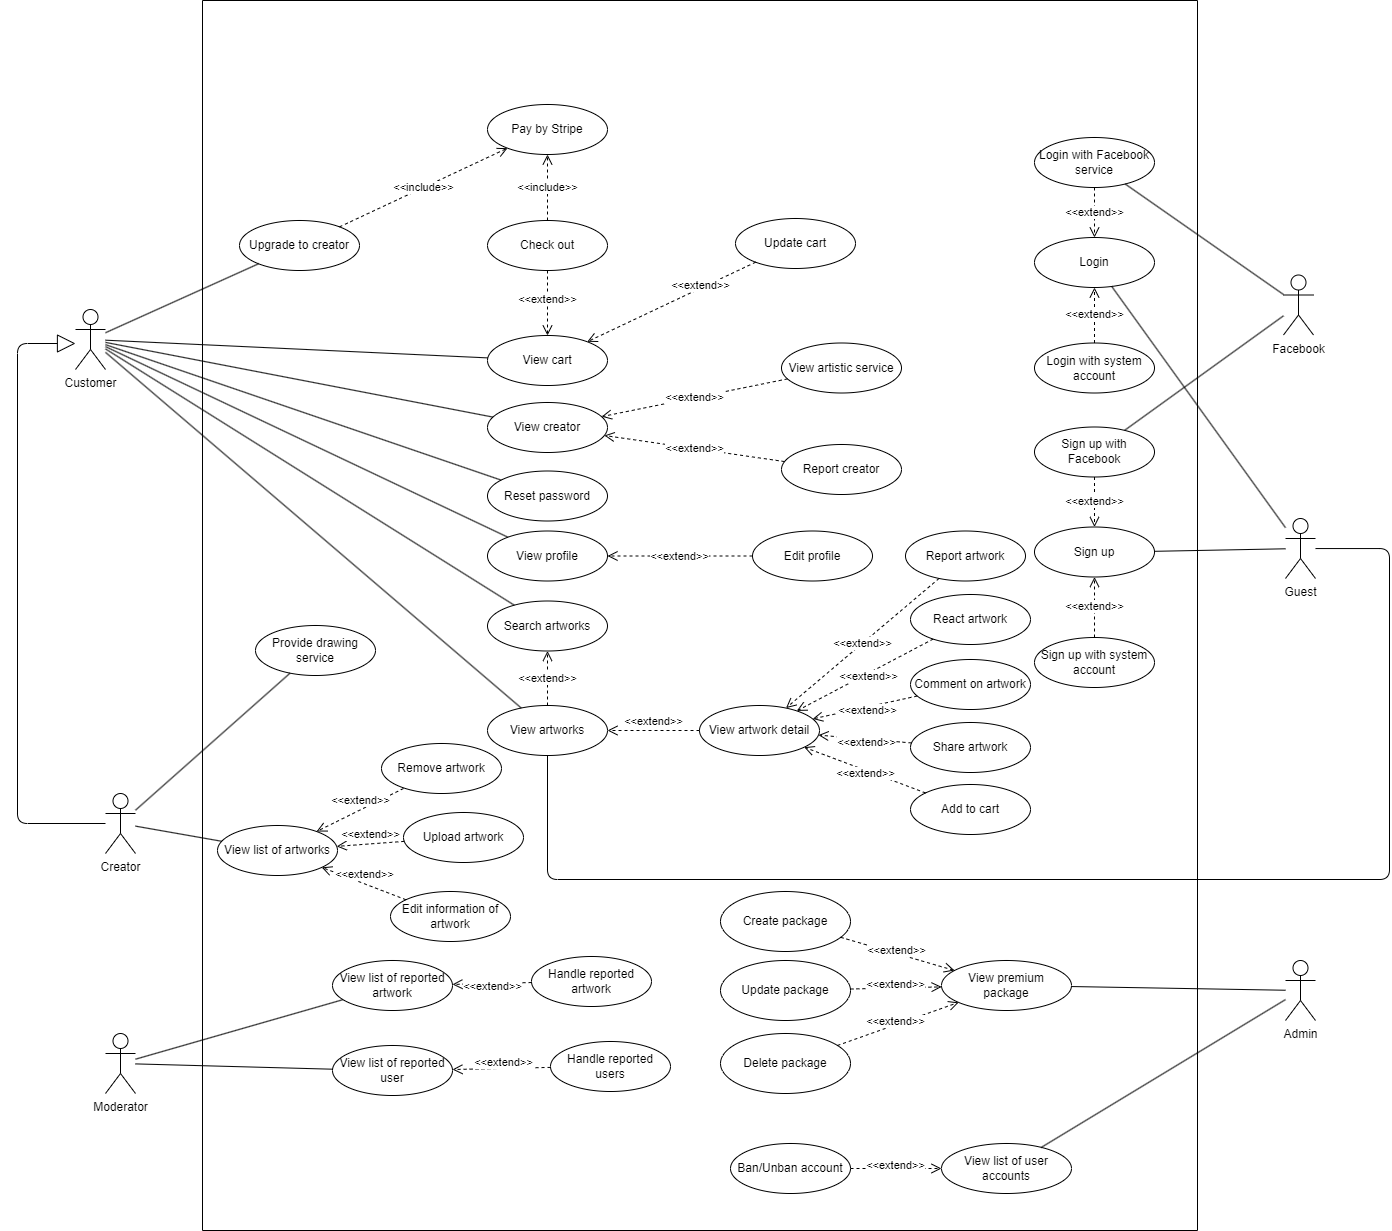 Pay by Stripe
Login with Facebook
service
<<include>>
<<include>>
<<extend>>
Upgrade to creator
Check out
Update cart
Login
<<extend>>
<<extend>>
<<extend>>
Customer
View cart
View artistic service
Login with system
account
Facebook
<<extend>>
View creator
<<extend>>
Report creator
Sign up with
Facebook
Reset password
<<extend>>
View profile
<<extend>>
Edit profile
Report artwork
Sign up
Guest
Search artworks
React artwork
<<extend>>
Provide drawing
service
<<extend>>
Sign up with system
account
<<extend>>
<<extend>>
Comment on artwork
<<extend>>
View artworks
<<extend>>
View artwork detail
<<extend>>
Share artwork
Remove artwork
<<extend>>
<<extend>>
Add to cart
<<extend>>
Upload artwork
View list of artworks
Creator
<<extend>>
Edit information of
artwork
Create package
<<extend>>
View list of reported
artwork
<<extend>>
Handle reported
artwork
Update package
<<extend>>
View premium
package
<<extend>>
Admin
View list of reported
user
<<extend>>
Handle reported
users
Delete package
Moderator
Ban/Unban account
<<extend>>
View list of user
accounts